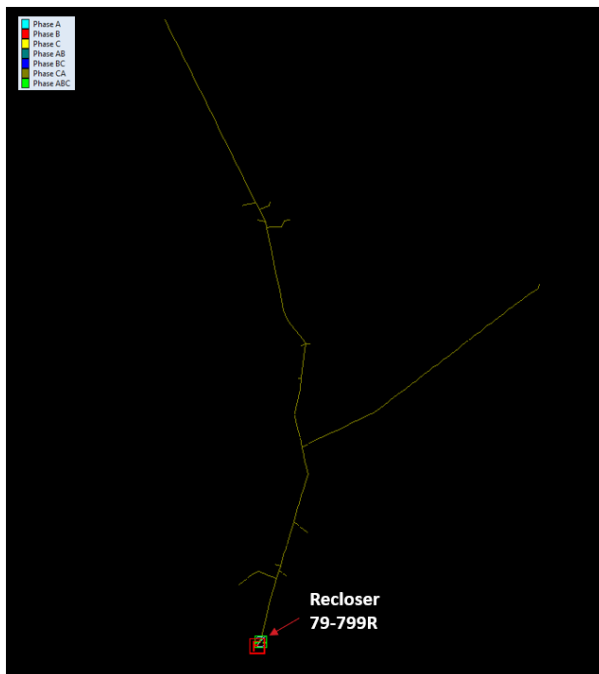 Phase A
Phase B
Phase C
Phase AB
Phase BC
Phase CA
Phase ABC
Recloser
79-799R